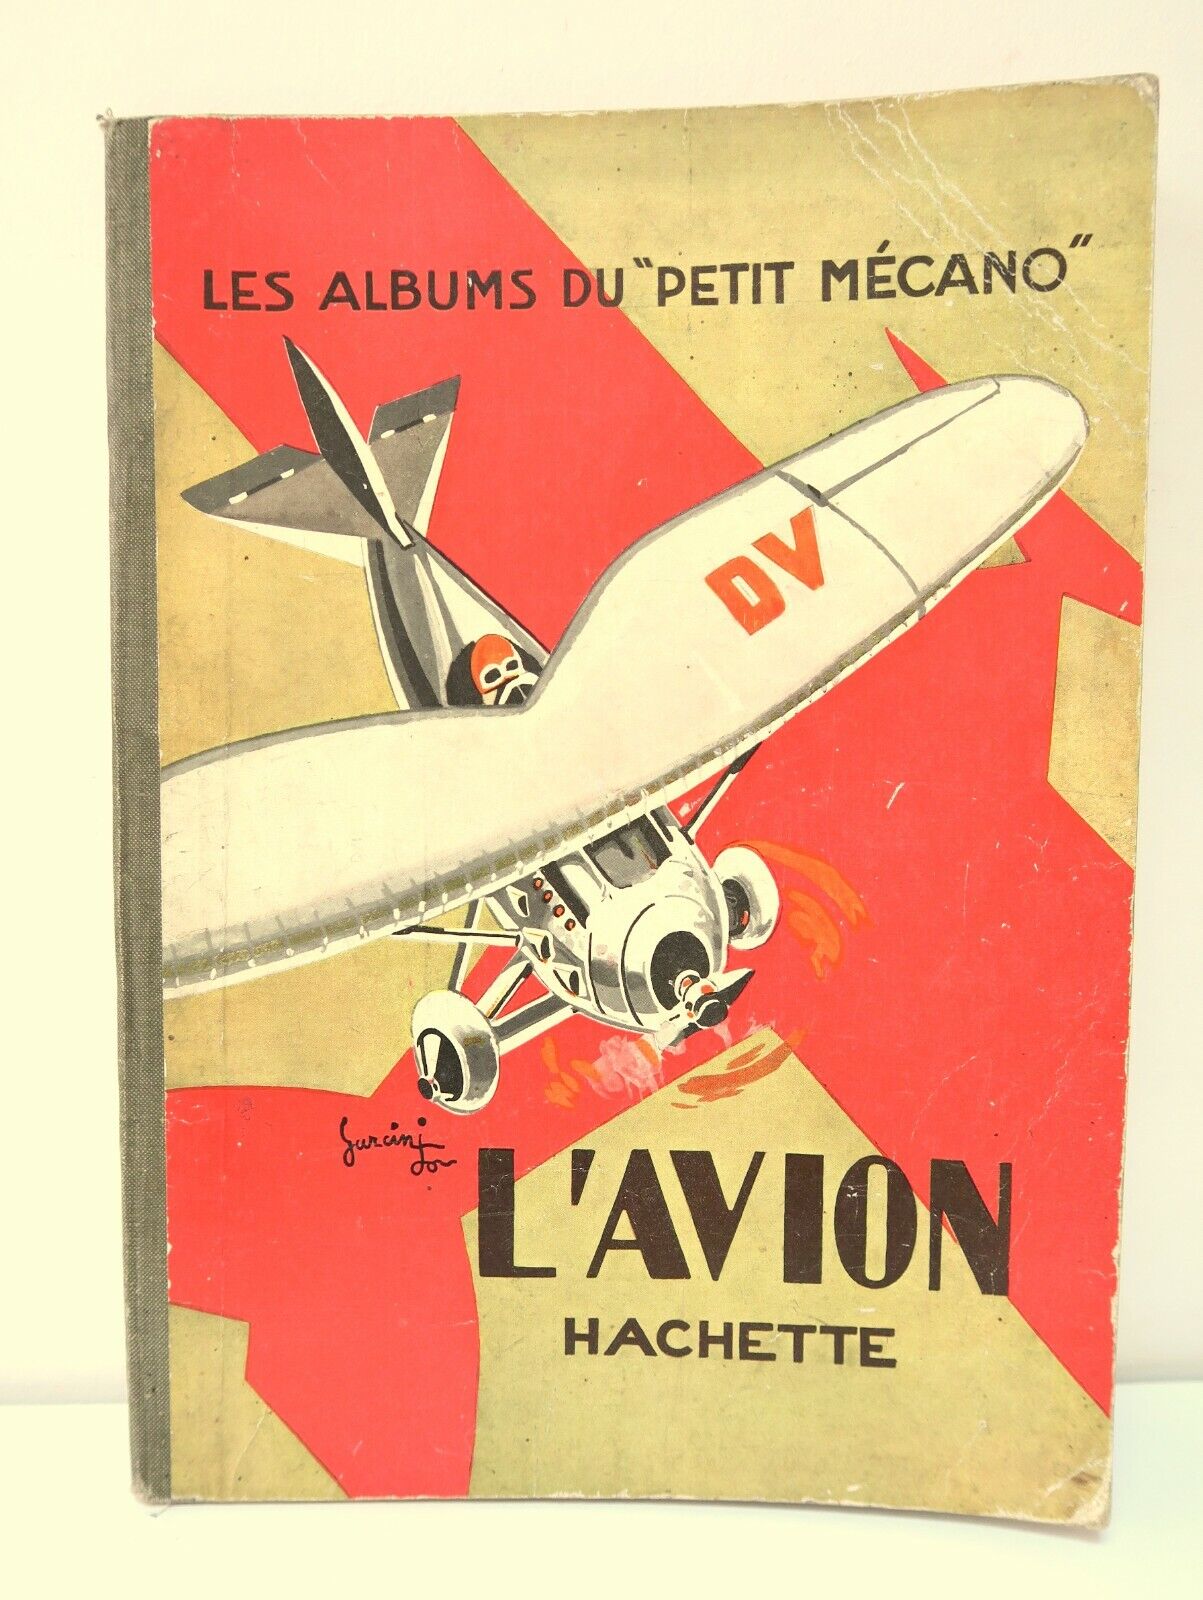 LES ALBUMS DU "PETIT MÉCANO"
DV
L'AVION
HACHETTE